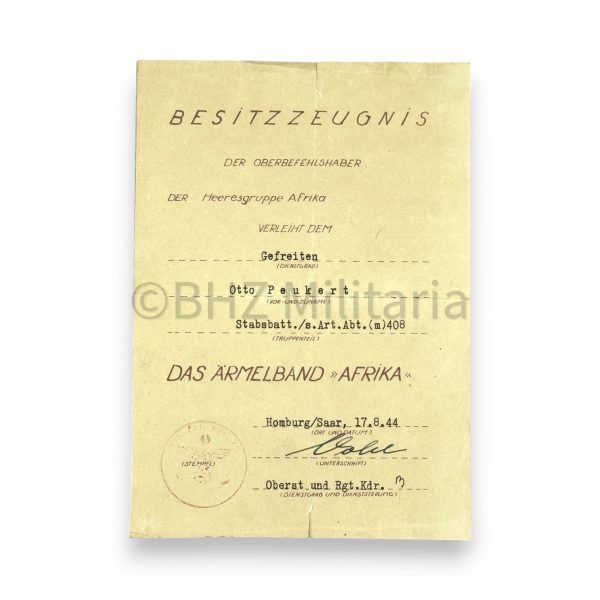 BESITZZEUGNIS
DER OBERBEFEHLSHABER
DER Heeresgruppe Afrika
VERLEIHT DEM
Gefreiten
(DIENSTGRAD)
Otto Peukert
(VOR- UND ZUNAME)
©BHZ Militaria
Stabsbatt./s.Art.Abt.(m)408
(TRUPPENTEIL)
DAS ÄRMELBAND »AFRIKA«
Homburg/Saar, 17.8.44
(ORT UND DATUM)
(STEMPEL)
(UNTERSCHRIFT)
Oberst und Rgt.Kdr.
(DIENSTGRAD UND DIENSTSTELLUNG)